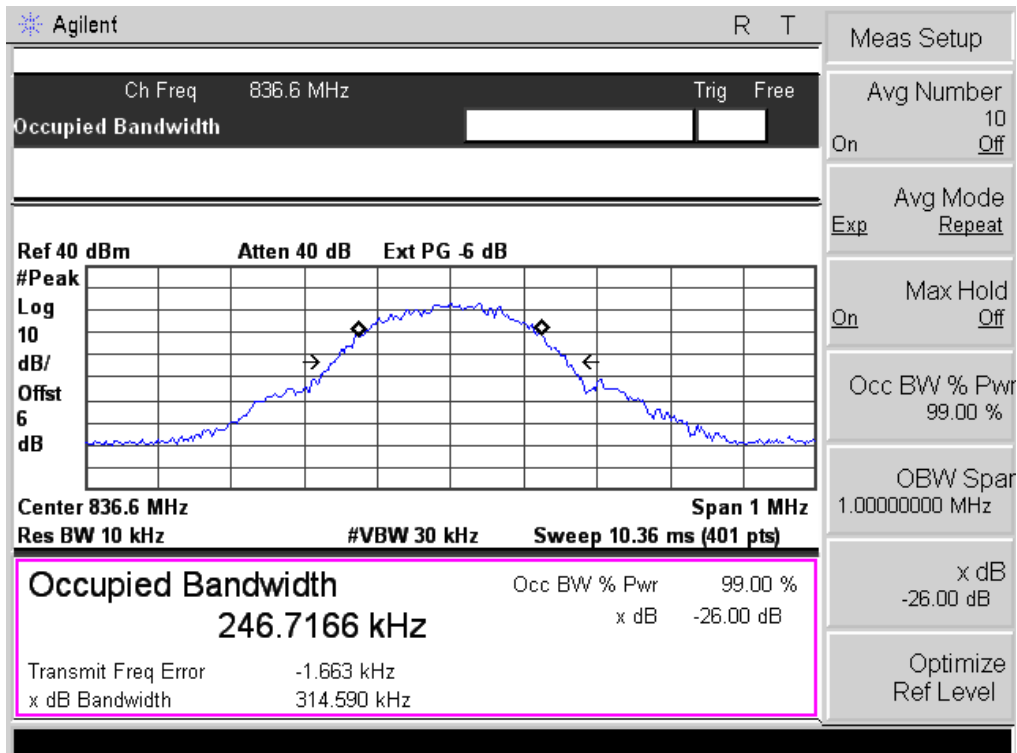 Agilent R T
Ch Freq 836.6 MHz Trig Free
Occupied Bandwidth
Ref 40 dBm Atten 40 dB Ext PG -6 dB
#Peak
Log
10
dB/
Offst
6
dB
Center 836.6 MHz Span 1 MHz
Res BW 10 kHz #VBW 30 kHz Sweep 10.36 ms (401 pts)
Occupied Bandwidth
246.7166 kHz
Occ BW % Pwr 99.00 %
x dB -26.00 dB
Transmit Freq Error -1.663 kHz
x dB Bandwidth 314.590 kHz
Meas Setup
Avg Number
10
On Off
Avg Mode
Exp Repeat
Max Hold
On Off
Occ BW % Pwr
99.00 %
OBW Span
1.00000000 MHz
x dB
-26.00 dB
Optimize
Ref Level